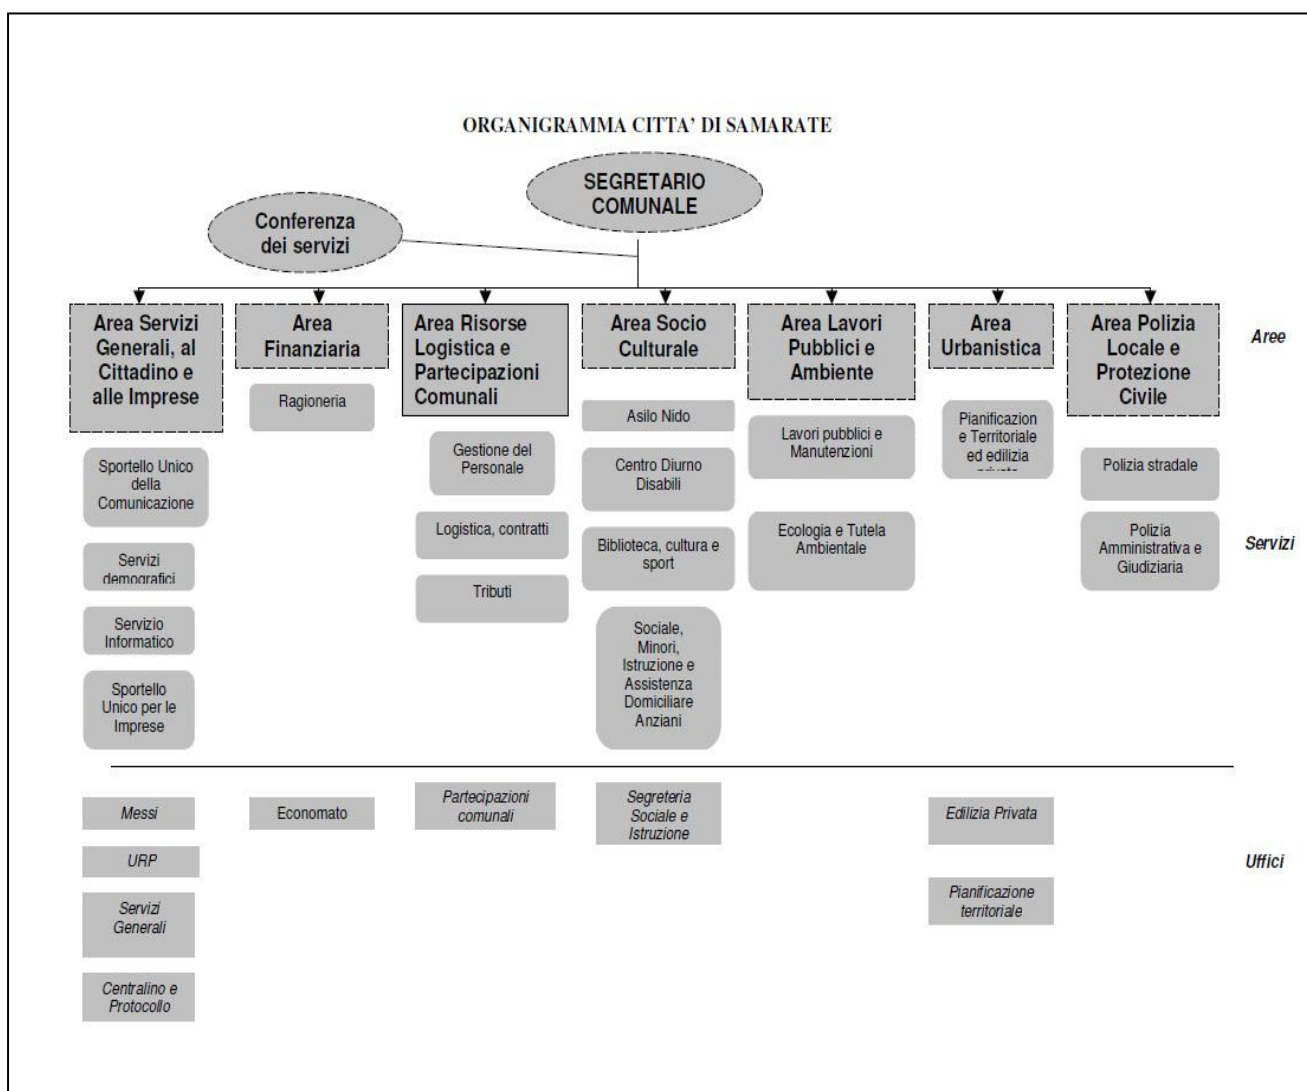 ORGANIGRAMMA CITTA' DI SAMARATE
SEGRETARIO
COMUNALE
Conferenza
dei servizi
Area Servizi
Generali, al
Cittadino e
alle Imprese
Area
Finanziaria
Area Risorse
Logistica e
Partecipazioni
Comunali
Area Socio
Culturale
Area Lavori
Pubblici e
Ambiente
Area
Urbanistica
Area Polizia
Locale e
Protezione
Civile
Aree
Sportello Unico
della
Comunicazione
Servizi
demografici
Servizio
Informatico
Sportello
Unico per le
Imprese
Ragioneria
Gestione del
Personale
Logistica, contratti
Tributi
Asilo Nido
Centro Diurno
Disabili
Biblioteca, cultura e
sport
Sociale,
Minori,
Istruzione e
Assistenza
Domiciliare
Anziani
Lavori pubblici e
Manutenzioni
Ecologia e Tutela
Ambientale
Pianificazion
e Territoriale
ed edilizia
privata
Polizia stradale
Polizia
Amministrativa e
Giudiziaria
Servizi
Messi
URP
Servizi
Generali
Centralino e
Protocollo
Economato
Partecipazioni
comunali
Segreteria
Sociale e
Istruzione
Edilizia Privata
Pianificazione
territoriale
Uffici